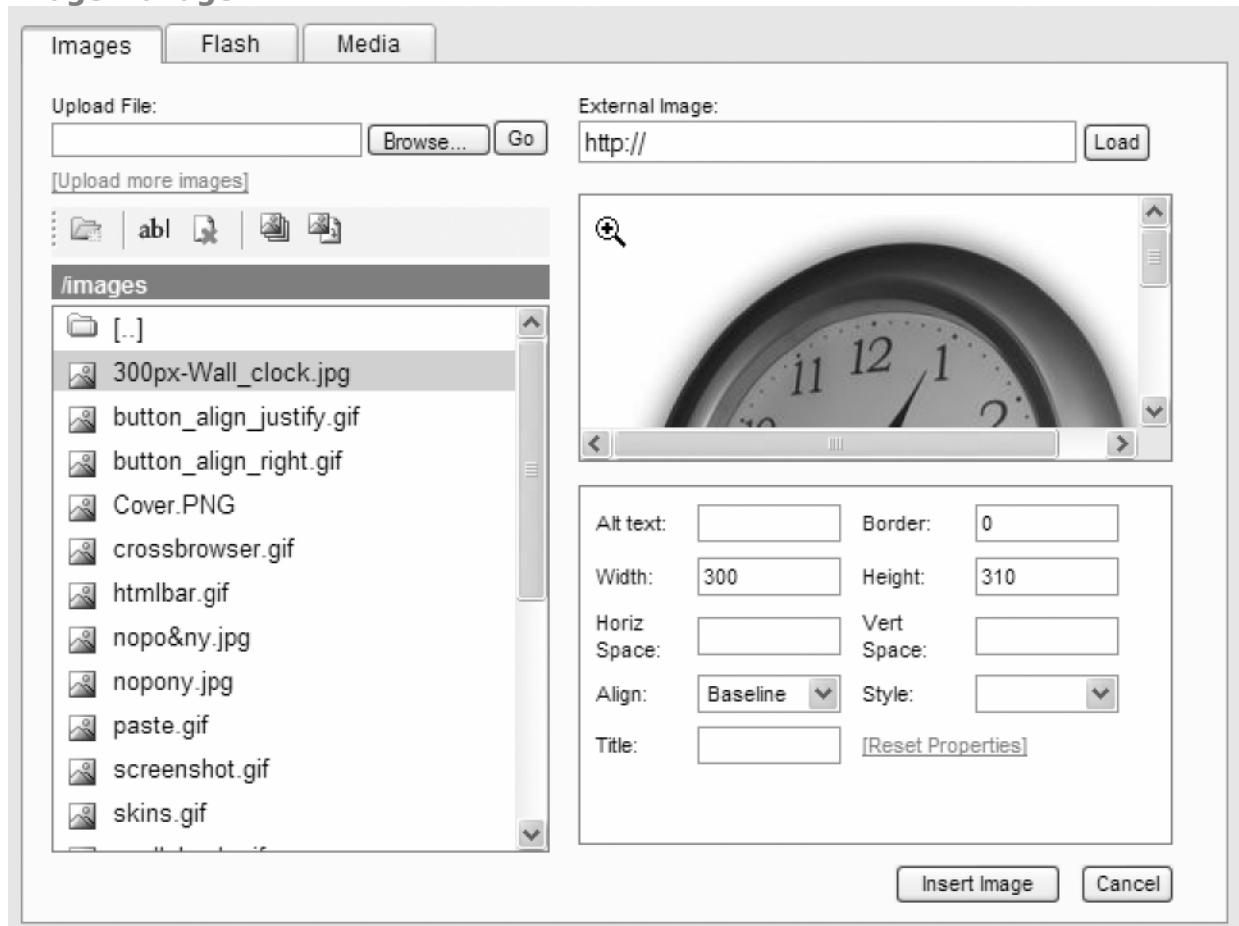 Images Flash Media
Upload File:
Browse... Go
[Upload more images]
abl
/images
[..]
300px-Wall_clock.jpg
button_align_justify.gif
button_align_right.gif
Cover.PNG
crossbrowser.gif
htmlbar.gif
nopo&ny.jpg
nopony.jpg
paste.gif
screenshot.gif
skins.gif
External Image:
http:// Load
11 12 1
10 2
Alt text: Border: 0
Width: 300 Height: 310
Horiz Space: Vert Space:
Align: Baseline Style:
Title: [Reset Properties]
Insert Image Cancel